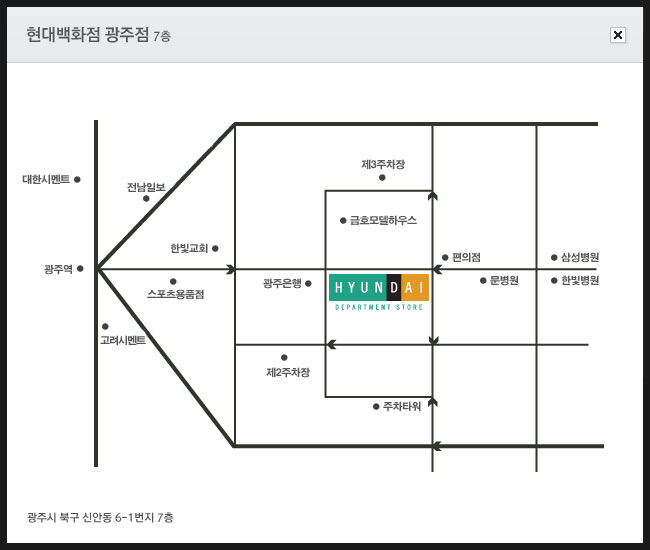 현대백화점 광주점 7층
제3주차장
대한시멘트
전남일보
금호모델하우스
한빛교회
편의점
삼성병원
광주역
광주은행
문병원
한빛병원
스포츠용품점
HYUNDAI
DEPARTMENT STORE
고려시멘트
제2주차장
주차타워
광주시 북구 신안동 6-1번지 7층